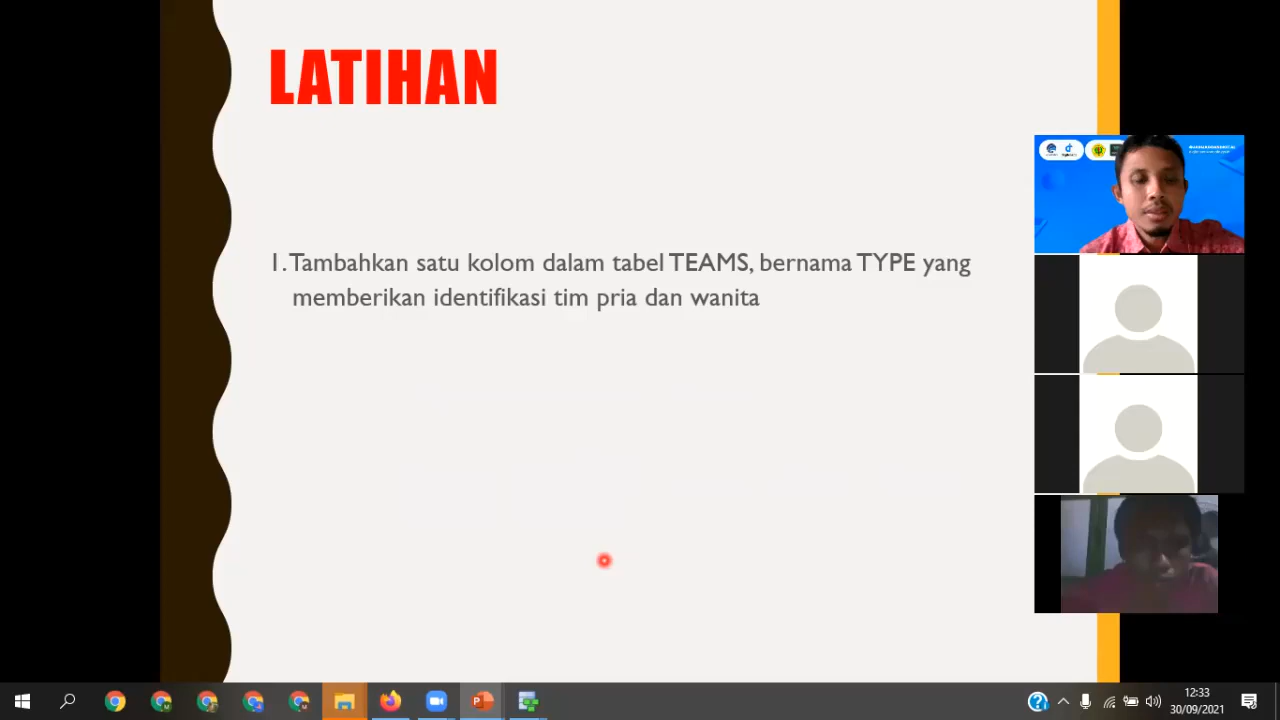 LATIHAN
1. Tambahkan satu kolom dalam tabel TEAMS, bernama TYPE yang
memberikan identifikasi tim pria dan wanita
12:33
30/09/2021